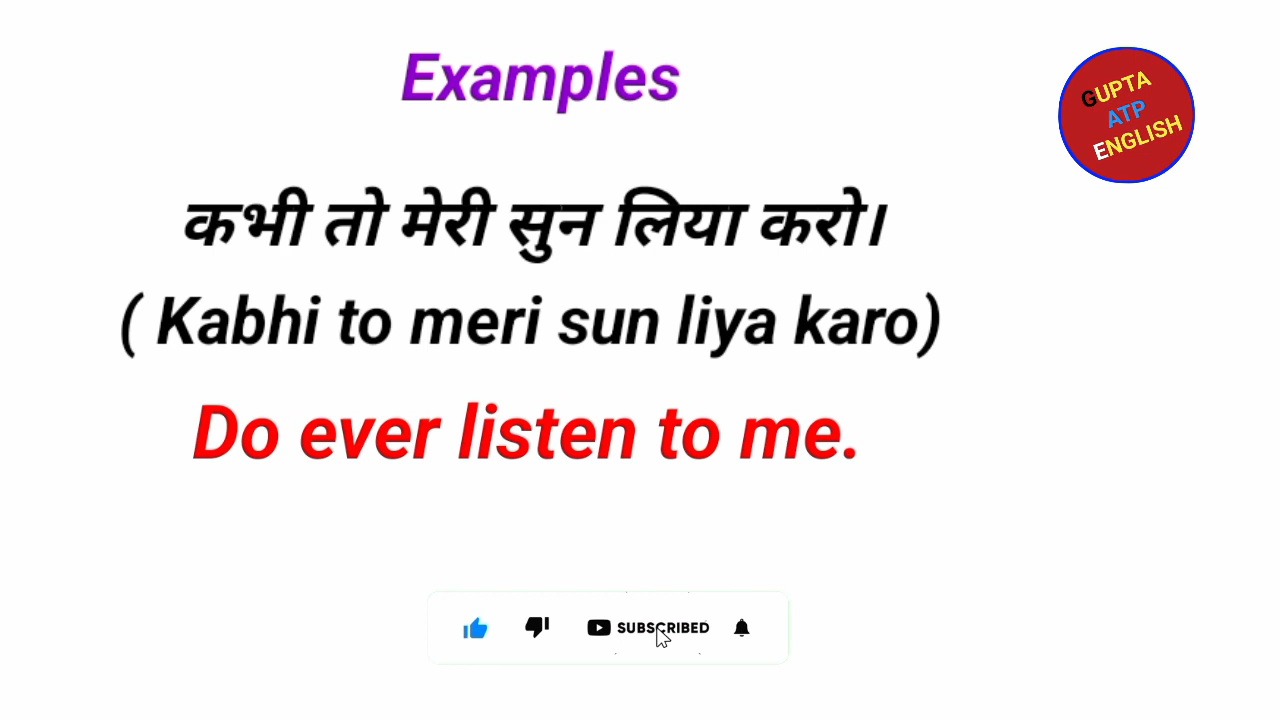 Examples
GUPTA
ATP
ENGLISH
कभी तो मेरी सुन लिया करो।
( Kabhi to meri sun liya karo)
Do ever listen to me.
SUBSCRIBED